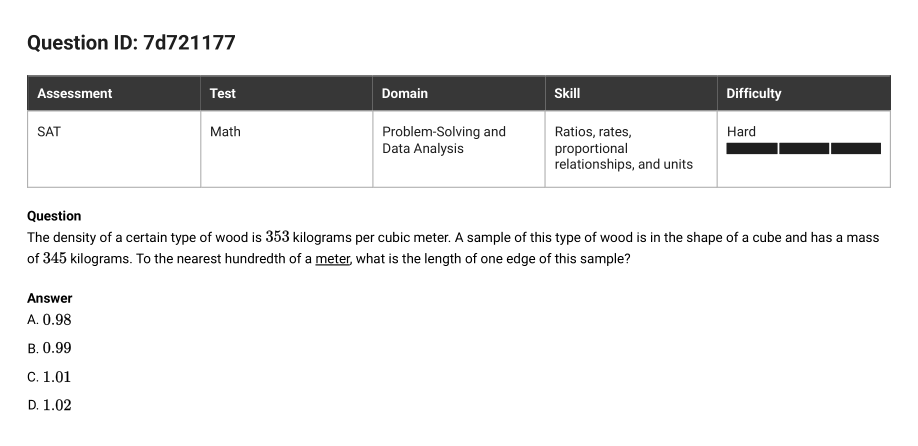 Question ID: 7d721177
Assessment Test Domain Skill Difficulty
SAT Math Problem-Solving and Data Analysis Ratios, rates, proportional relationships, and units Hard
Question
The density of a certain type of wood is 353 kilograms per cubic meter. A sample of this type of wood is in the shape of a cube and has a mass
of 345 kilograms. To the nearest hundredth of a meter, what is the length of one edge of this sample?
Answer
A. 0.98
B. 0.99
C. 1.01
D. 1.02